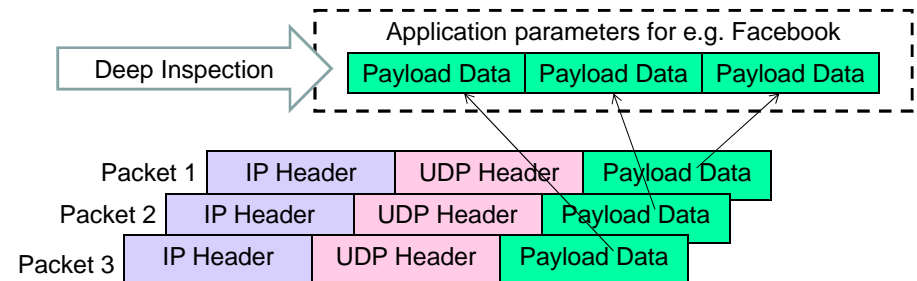 Application parameters for e.g. Facebook
Deep Inspection
Payload Data Payload Data Payload Data
Packet 1 IP Header UDP Header Payload Data
Packet 2 IP Header UDP Header Payload Data
Packet 3 IP Header UDP Header Payload Data